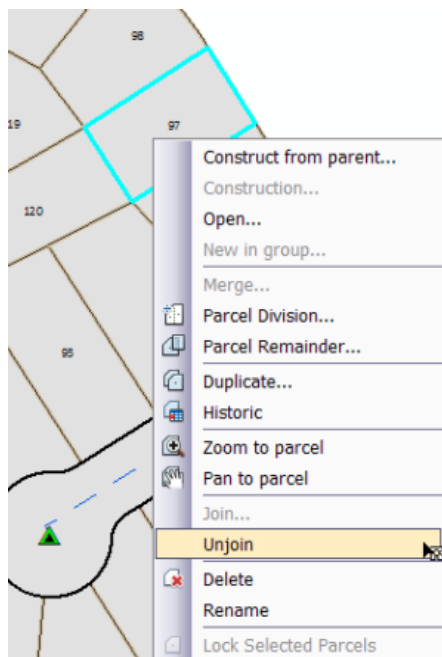 98
19
97
120
95
Construct from parent...
Construction...
Open...
New in group...
Merge...
Parcel Division...
Parcel Remainder...
Duplicate...
Historic
Zoom to parcel
Pan to parcel
Join...
Unjoin
Delete
Rename
Lock Selected Parcels